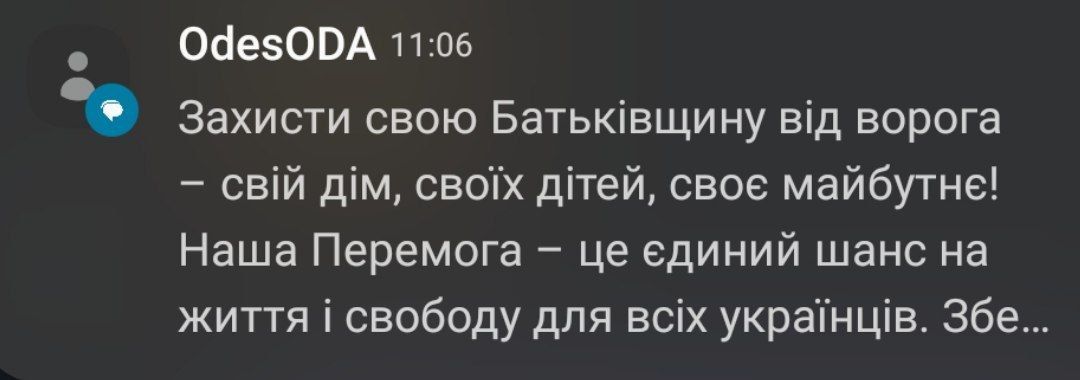 OdesODA 11:06
Захисти свою Батьківщину від ворога
– свій дім, своїх дітей, своє майбутнє!
Наша Перемога – це єдиний шанс на
життя і свободу для всіх українців. Збе...